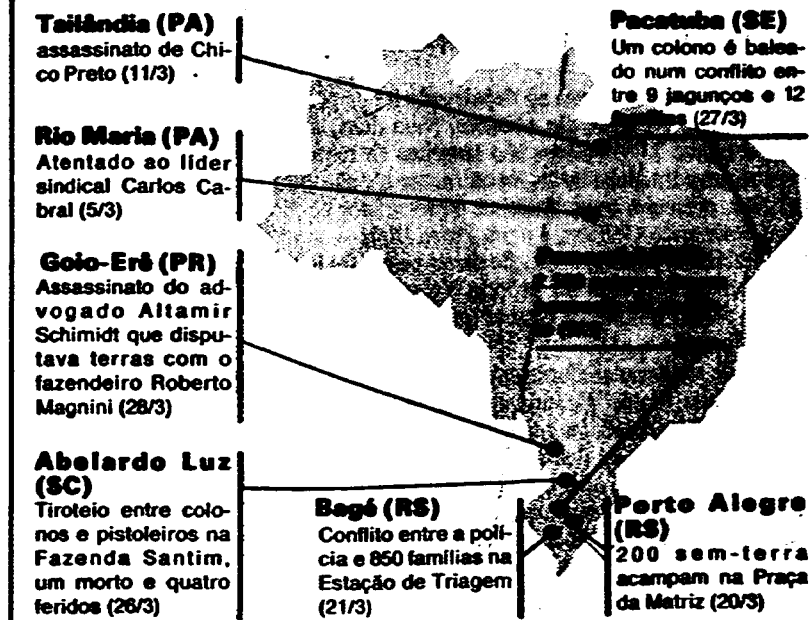 Tailândia (PA)
assassinato de Chi-
co Preto (11/3)
Rio Maria (PA)
Atentado ao líder
sindical Carlos Ca-
bral (5/3)
Goio-Erê (PR)
Assassinato do ad-
vogado Altamir
Schimidt que dispu-
tava terras com o
fazendeiro Roberto
Magnini (28/3)
Abelardo Luz
(SC)
Tiroteio entre colo-
nos e pistoleiros na
Fazenda Santim,
um morto e quatro
feridos (26/3)
Bagé (RS)
Conflito entre a polí-
cia e 850 famílias na
Estação de Triagem
(21/3)
Porto Alegre
(RS)
200 sem-terra
acampam na Praça
da Matriz (20/3)
Pacatuba (SE)
Um colono é balea-
do num conflito en-
tre 9 jagunços e 12
(27/3)